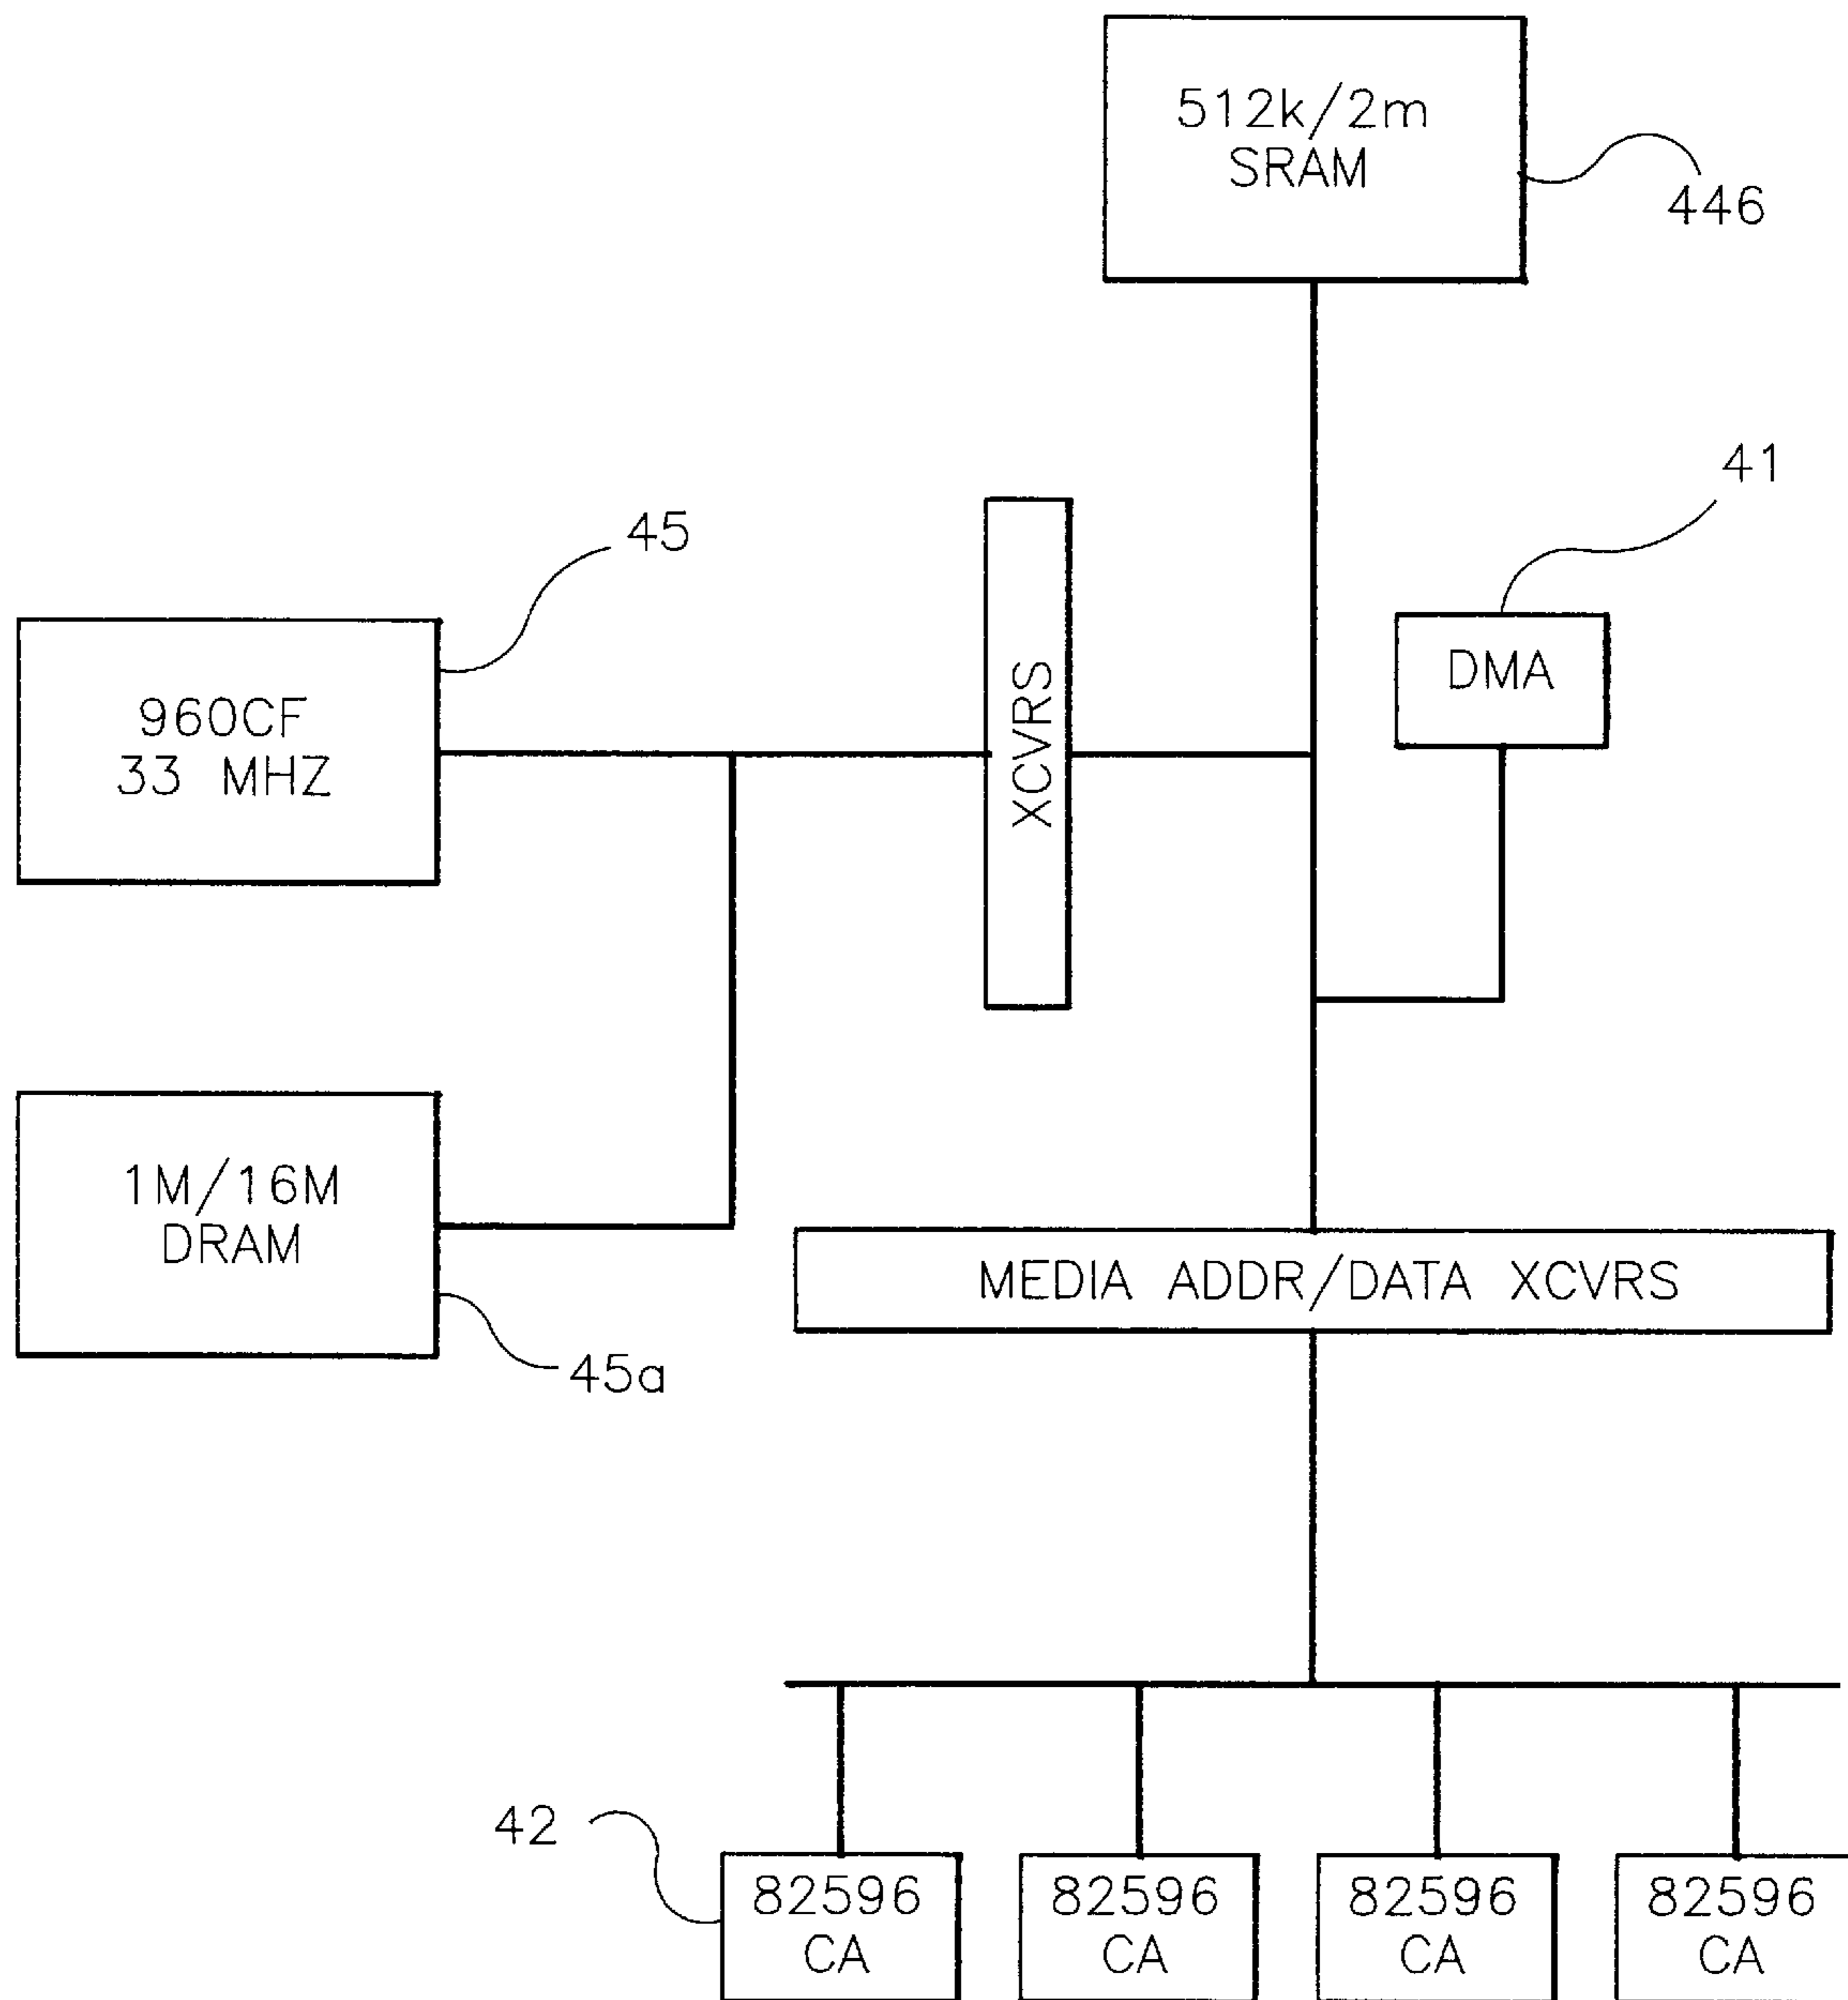 512k/2m
SRAM
446
41
45
DMA
960CF
33 MHZ
XCVRS
1M/16M
DRAM
MEDIA ADDR/DATA XCVRS
45a
42
82596
CA
82596
CA
82596
CA
82596
CA